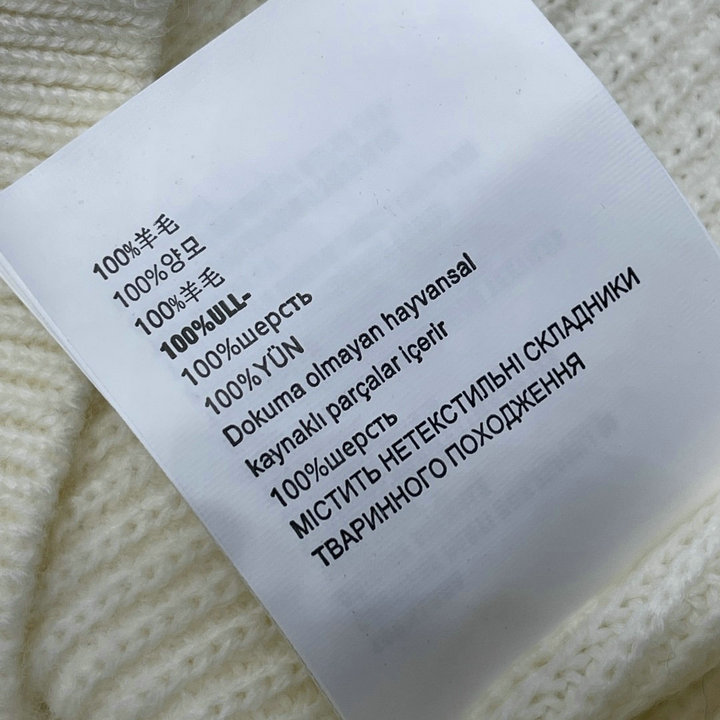 100%羊毛
100%양모
100%羊毛
100%ULL-
100%шерсть
100%YÜN
Dokuma olmayan hayvansal
kaynaklı parçalar içerir
100%шерсть
МІСТИТЬ НЕТЕКСТИЛЬНІ СКЛАДНИКИ
ТВАРИННОГО ПОХОДЖЕННЯ